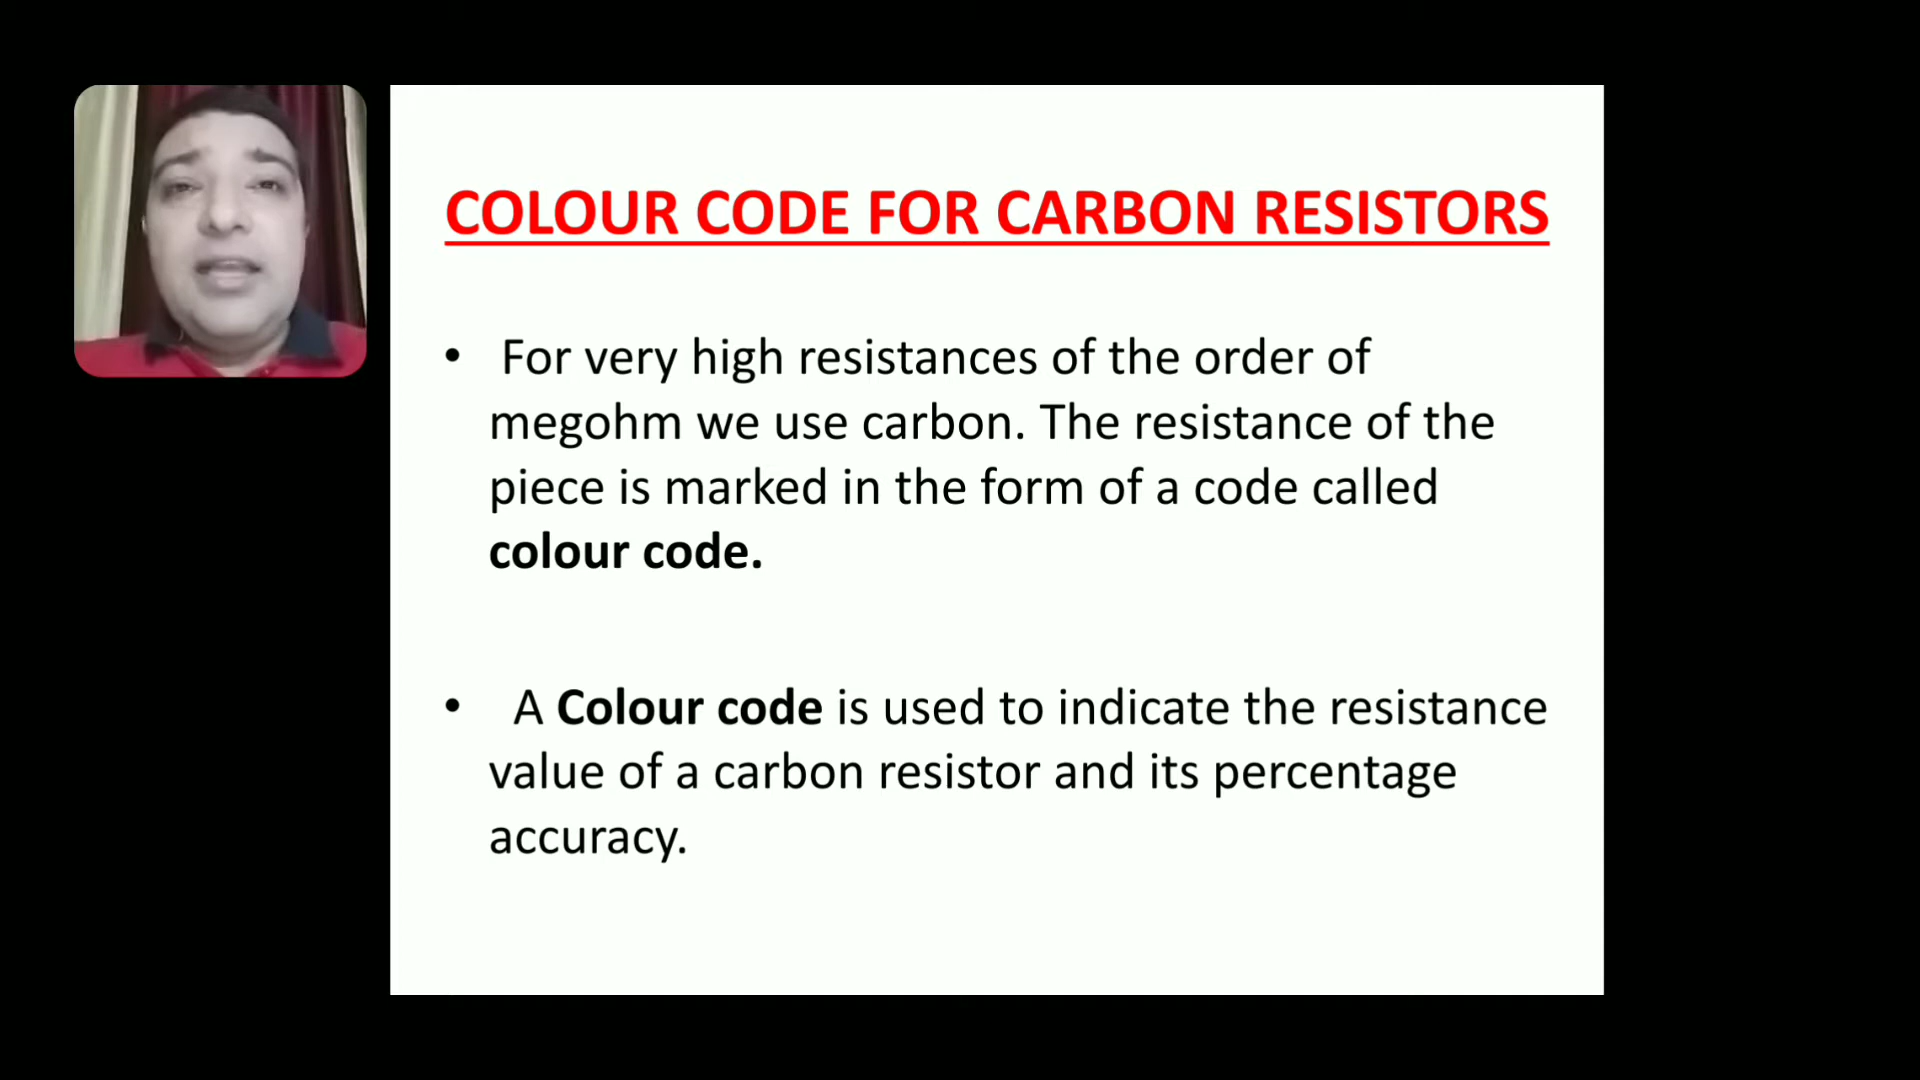 COLOUR CODE FOR CARBON RESISTORS
• For very high resistances of the order of
megohm we use carbon. The resistance of the
piece is marked in the form of a code called
colour code.
• A Colour code is used to indicate the resistance
value of a carbon resistor and its percentage
accuracy.